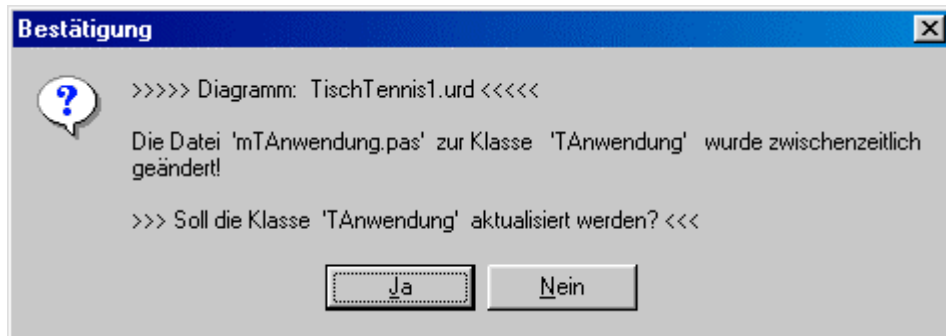 Bestätigung
>>>>> Diagramm: TischTennis1.urd <<<<<
Die Datei 'mTAnwendung.pas' zur Klasse 'TAnwendung' wurde zwischenzeitlich
geändert!
>>> Soll die Klasse 'TAnwendung' aktualisiert werden? <<<
Ja Nein